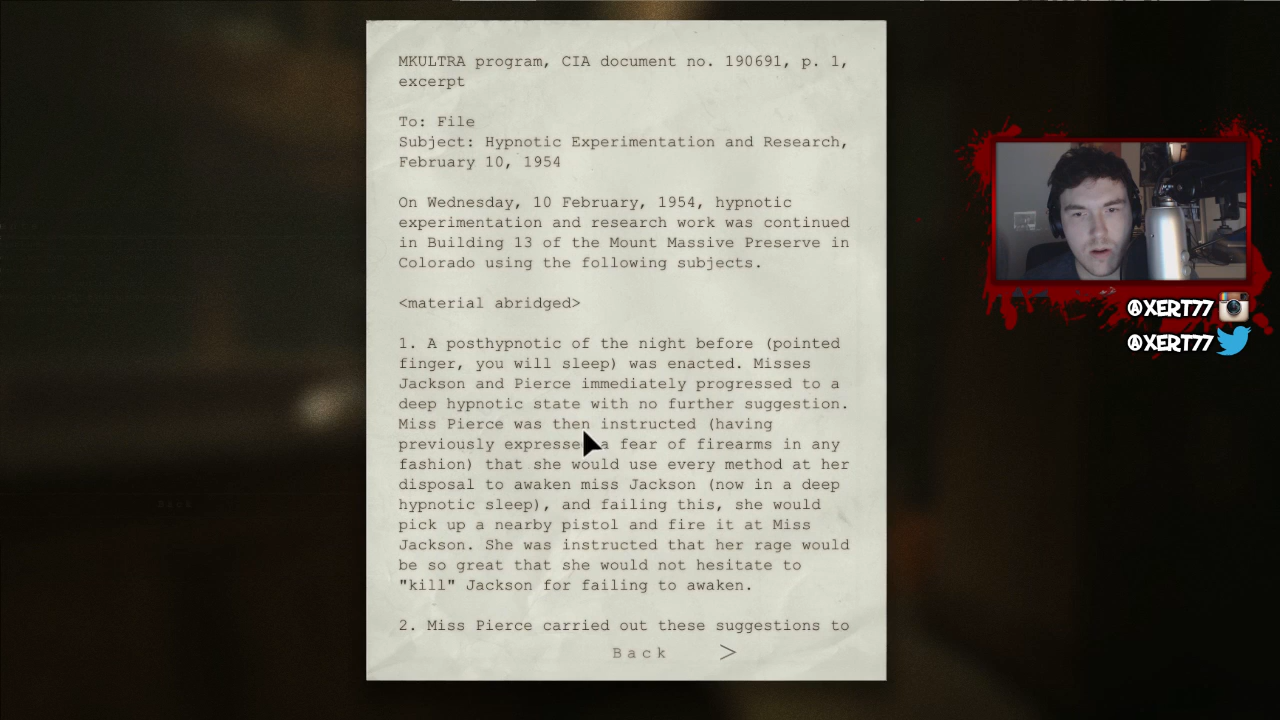 MKULTRA program, CIA document no. 190691, p. 1,
excerpt
To: File
Subject: Hypnotic Experimentation and Research,
February 10, 1954
On Wednesday, 10 February, 1954, hypnotic
experimentation and research work was continued
in Building 13 of the Mount Massive Preserve in
Colorado using the following subjects.
<material abridged>
1. A posthypnotic of the night before (pointed
finger, you will sleep) was enacted. Misses
Jackson and Pierce immediately progressed to a
deep hypnotic state with no further suggestion.
Miss Pierce was then instructed (having
previously expressed a fear of firearms in any
fashion) that she would use every method at her
disposal to awaken miss Jackson (now in a deep
hypnotic sleep), and failing this, she would
pick up a nearby pistol and fire it at Miss
Jackson. She was instructed that her rage would
be so great that she would not hesitate to
"kill" Jackson for failing to awaken.
2. Miss Pierce carried out these suggestions to
Back >
@XERT77
@XERT77